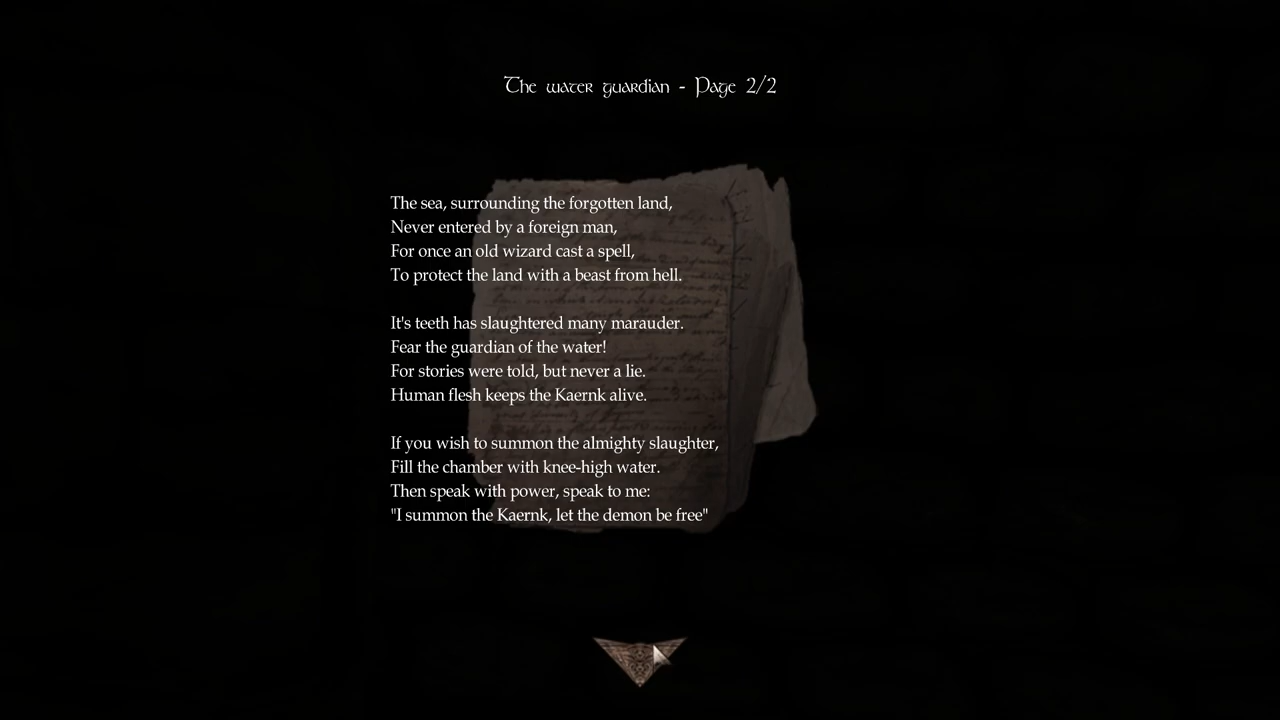 The water guardian - Page 2/2
The sea, surrounding the forgotten land,
Never entered by a foreign man,
For once an old wizard cast a spell,
To protect the land with a beast from hell.
It's teeth has slaughtered many marauder.
Fear the guardian of the water!
For stories were told, but never a lie.
Human flesh keeps the Kaernk alive.
If you wish to summon the almighty slaughter,
Fill the chamber with knee-high water.
Then speak with power, speak to me:
"I summon the Kaernk, let the demon be free"